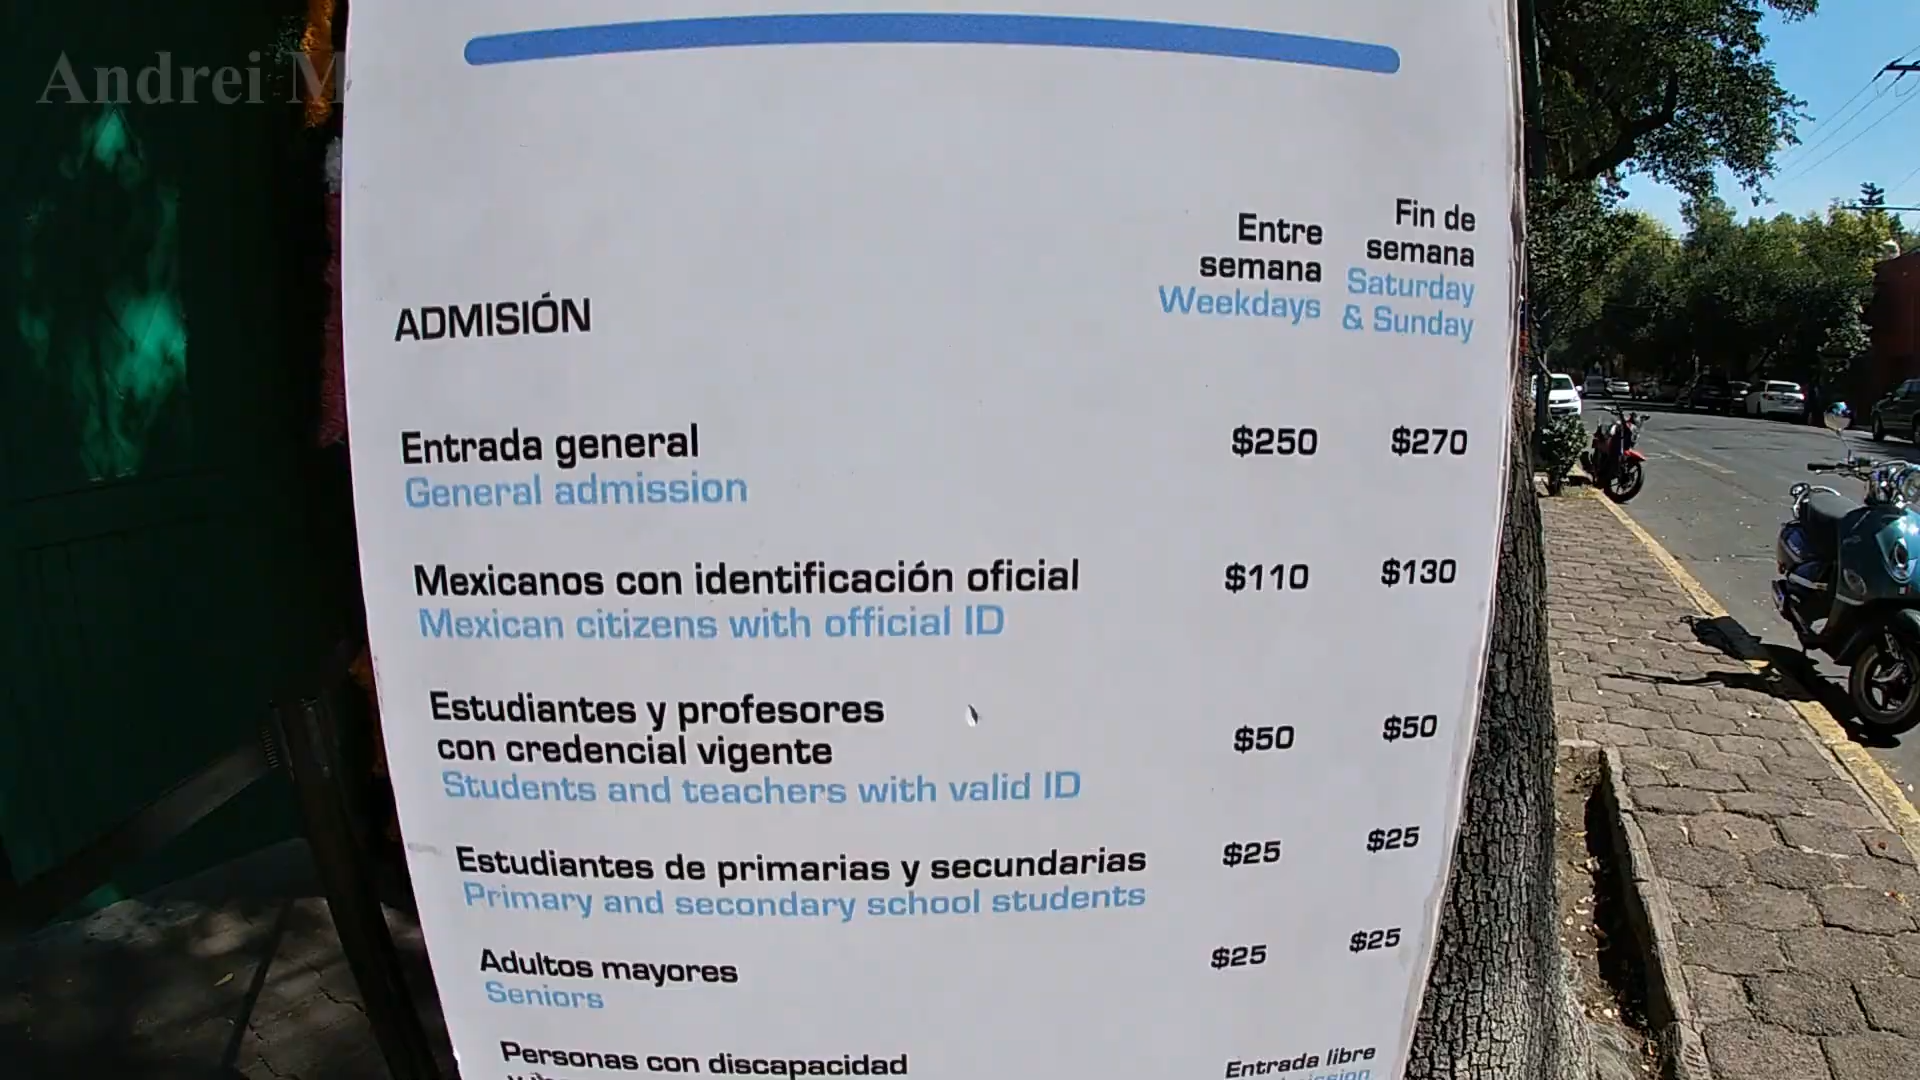 Andrei M
Entre
semana
Weekdays
Fin de
semana
Saturday
& Sunday
ADMISIÓN
Entrada general $250 $270
General admission
Mexicanos con identificación oficial $110 $130
Mexican citizens with official ID
Estudiantes y profesores
con credencial vigente $50 $50
Students and teachers with valid ID
Estudiantes de primarias y secundarias $25 $25
Primary and secondary school students
Adultos mayores $25 $25
Seniors
Personas con discapacidad Entrada libre